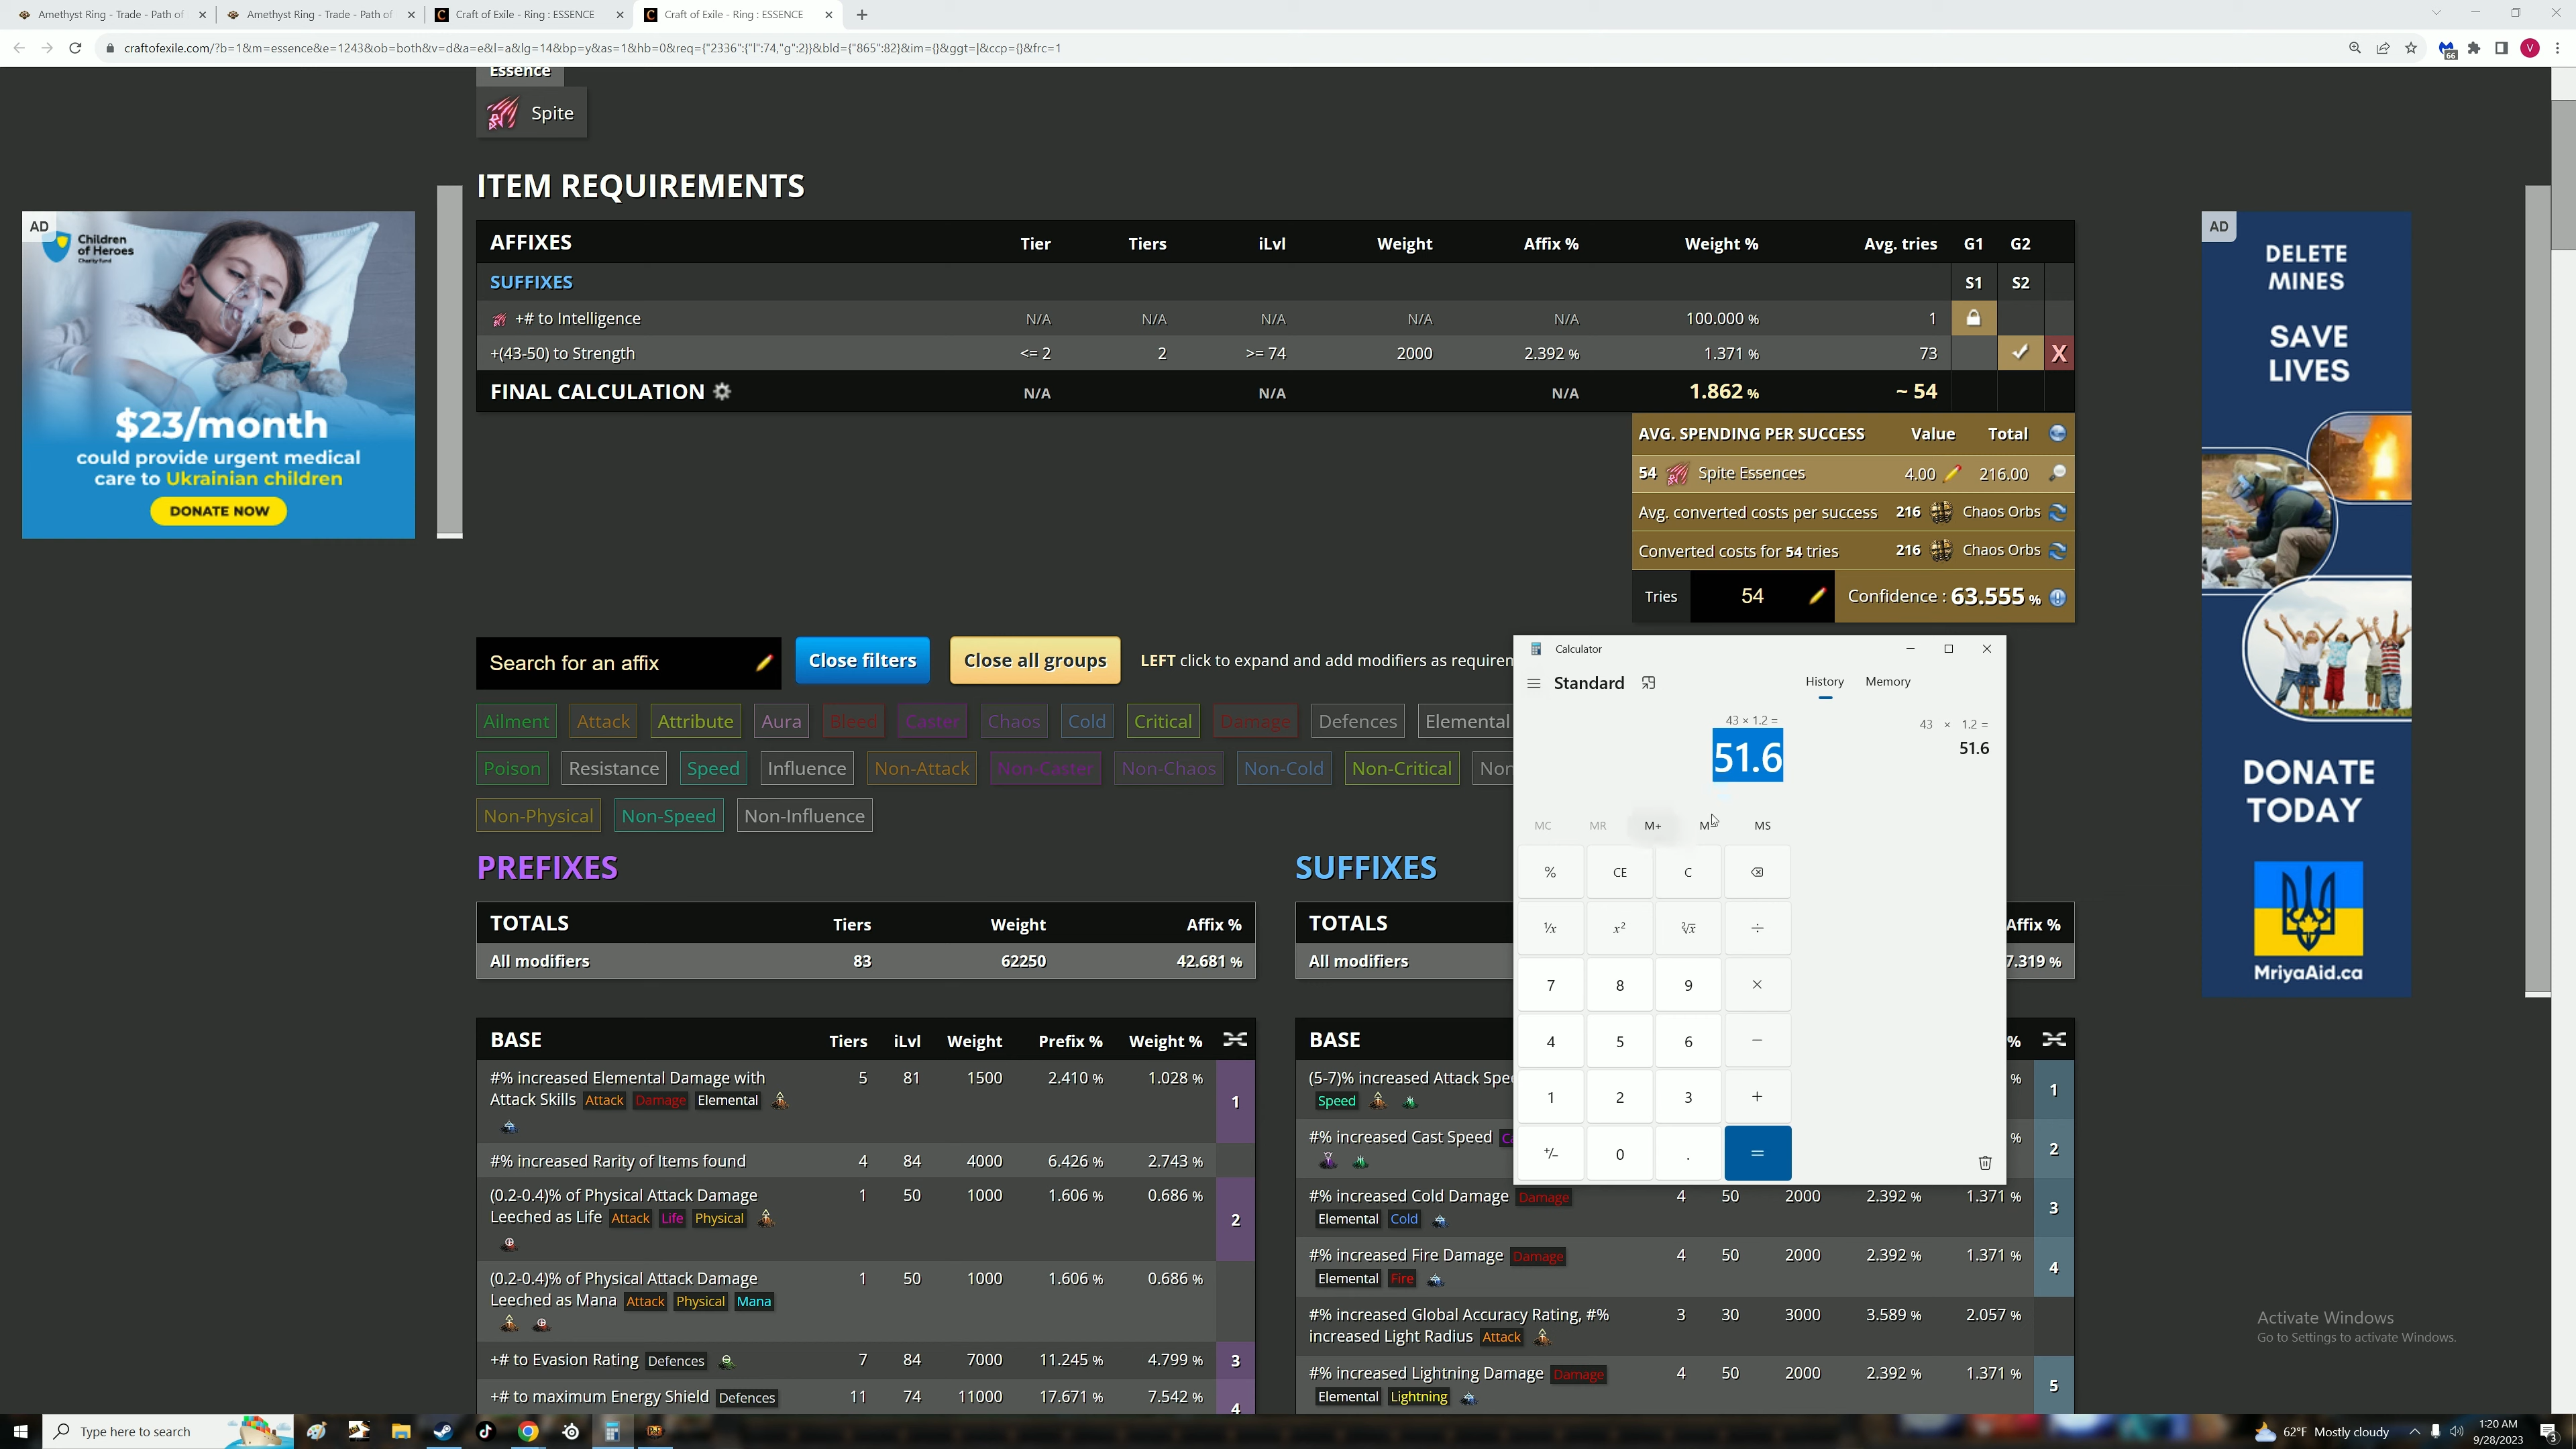 Amethyst Ring - Trade - Path of
Amethyst Ring - Trade - Path of
Craft of Exile - Ring : ESSENCE
Craft of Exile - Ring : ESSENCE
craftofexile.com/?b=1&m=essence&e=1243&ob=both&v=d&a=e&l=a&lg=14&bp=y&as=1&hb=0&req={"2336":{"l":74,"g":2}}&bld={"865":82}&im={}&ggt=|&ccp={}&frc=1
66
V
Essence
Spite
ITEM REQUIREMENTS
AFFIXES Tier Tiers iLvl Weight Affix % Weight % Avg. tries G1 G2
SUFFIXES S1 S2
+# to Intelligence N/A N/A N/A N/A N/A 100.000 % 1
+(43-50) to Strength <= 2 2 >= 74 2000 2.392 % 1.371 % 73 X
FINAL CALCULATION N/A N/A N/A 1.862 % ~ 54
AVG. SPENDING PER SUCCESS Value Total
54 Spite Essences 4.00 216.00
Avg. converted costs per success 216 Chaos Orbs
Converted costs for 54 tries 216 Chaos Orbs
Tries 54 Confidence : 63.555 %
AD
Children
of Heroes
Charity Fund
$23/month
could provide urgent medical
care to Ukrainian children
DONATE NOW
AD
DELETE
MINES
SAVE
LIVES
DONATE
TODAY
MriyaAid.ca
Search for an affix
Close filters
Close all groups
LEFT click to expand and add modifiers as requiremen
Ailment Attack Attribute Aura Bleed Caster Chaos Cold Critical Damage Defences Elemental
Poison Resistance Speed Influence Non-Attack Non-Caster Non-Chaos Non-Cold Non-Critical Non
Non-Physical Non-Speed Non-Influence
PREFIXES
TOTALS Tiers Weight Affix %
All modifiers 83 62250 42.681 %
BASE Tiers iLvl Weight Prefix % Weight %
#% increased Elemental Damage with 5 81 1500 2.410 % 1.028 %
Attack Skills Attack Damage Elemental
1
#% increased Rarity of Items found 4 84 4000 6.426 % 2.743 %
(0.2-0.4)% of Physical Attack Damage 1 50 1000 1.606 % 0.686 %
Leeched as Life Attack Life Physical
2
(0.2-0.4)% of Physical Attack Damage 1 50 1000 1.606 % 0.686 %
Leeched as Mana Attack Physical Mana
+# to Evasion Rating Defences 7 84 7000 11.245 % 4.799 % 3
+# to maximum Energy Shield Defences 11 74 11000 17.671 % 7.542 %
4
SUFFIXES
TOTALS Affix %
All modifiers 7.319 %
BASE %
(5-7)% increased Attack Spe %
Speed
1
#% increased Cast Speed Ca %
2
#% increased Cold Damage Damage 4 50 2000 2.392 % 1.371 %
Elemental Cold
3
#% increased Fire Damage Damage 4 50 2000 2.392 % 1.371 %
Elemental Fire
4
#% increased Global Accuracy Rating, #% 3 30 3000 3.589 % 2.057 %
increased Light Radius Attack
#% increased Lightning Damage Damage 4 50 2000 2.392 % 1.371 %
Elemental Lightning
5
Calculator
Standard
History Memory
43 × 1.2 =
51.6
43 × 1.2 =
51.6
MC MR M+ M- MS
% CE C
¹/x x² ²√x ÷
7 8 9 ×
4 5 6 −
1 2 3 +
+/− 0 . =
Activate Windows
Go to Settings to activate Windows.
Type here to search
62°F Mostly cloudy
1:20 AM
9/28/2023
3